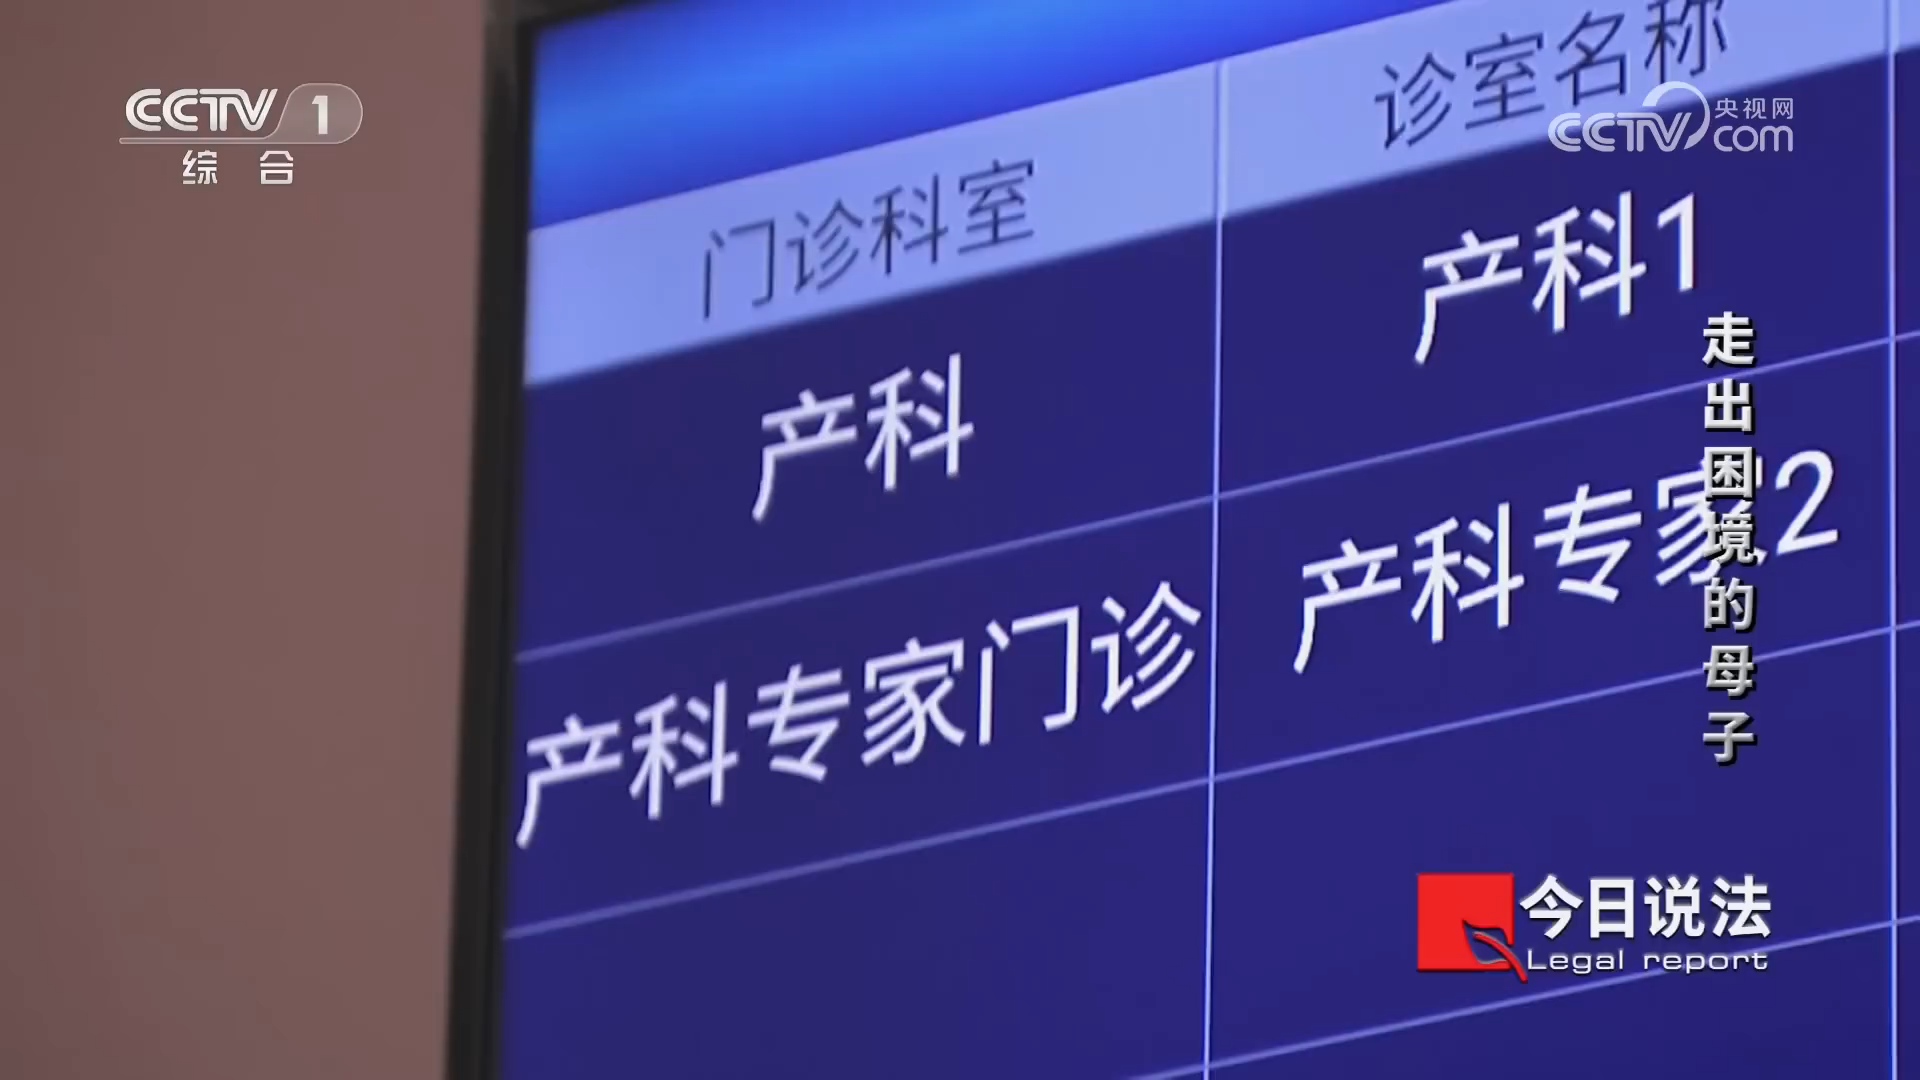 CCTV 1
综合
央视网
CCTV.com
门诊科室 诊室名称
产科 产科1
产科专家门诊 产科专家2
走出困境的母子
今日说法
Legal report